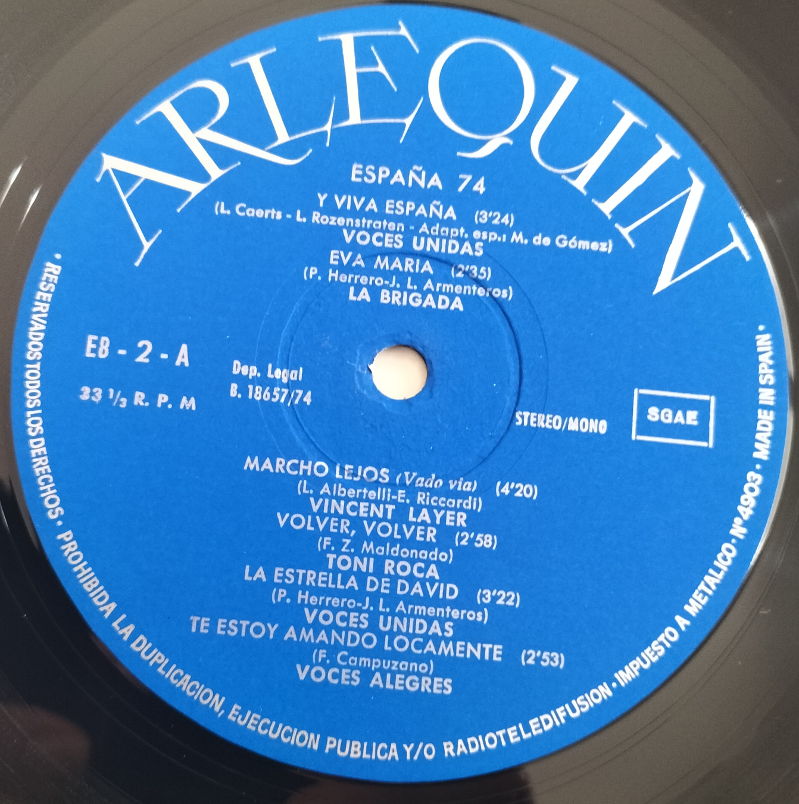 ARLEQUIN
ESPAÑA 74
Y VIVA ESPAÑA (3'24)
(L. Caerts - L. Rozenstraten - Adapt. esp.: M. de Gómez)
VOCES UNIDAS
EVA MARIA (2'35)
(P. Herrero-J. L. Armenteros)
LA BRIGADA
E8 - 2 - A
33 1/3 R. P. M
Dep. Legal
B. 18657/74
STEREO/MONO
SGAE
MARCHO LEJOS (Vado via) (4'20)
(L. Albertelli-E. Riccardi)
VINCENT LAYER
VOLVER, VOLVER (2'58)
(F. Z. Maldonado)
TONI ROCA
LA ESTRELLA DE DAVID (3'22)
(P. Herrero-J. L. Armenteros)
VOCES UNIDAS
TE ESTOY AMANDO LOCAMENTE (2'53)
(F. Campuzano)
VOCES ALEGRES
• RESERVADOS TODOS LOS DERECHOS • PROHIBIDA LA DUPLICACION, EJECUCION PUBLICA Y/O RADIOTELEDIFUSION • IMPUESTO A METALICO • Nº 4903 • MADE IN SPAIN •